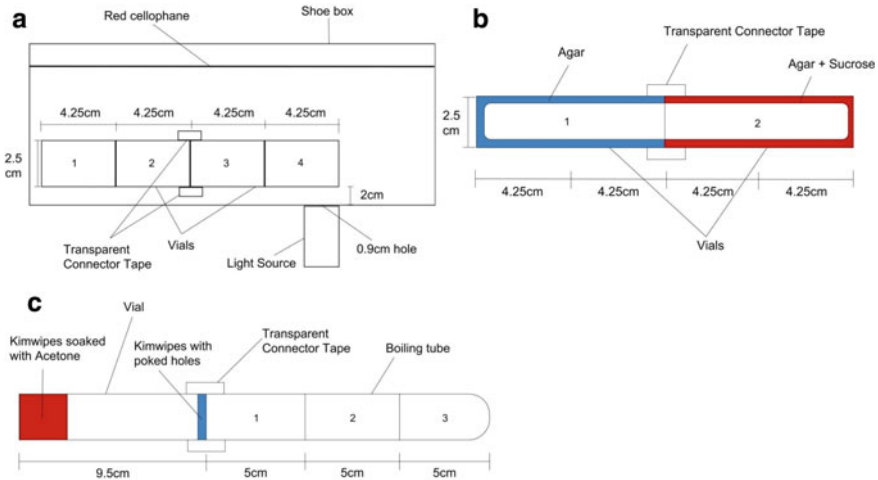 a
Red cellophane
Shoe box
4.25cm 4.25cm 4.25cm 4.25cm
2.5
cm
1 2 3 4
2cm
Transparent
Connector Tape
Vials
Light Source
0.9cm hole
b
Transparent Connector Tape
Agar
Agar + Sucrose
2.5
cm
1 2
4.25cm 4.25cm 4.25cm 4.25cm
Vials
c
Vial
Kimwipes soaked
with Acetone
Kimwipes with
poked holes
Transparent
Connector Tape
Boiling tube
1 2 3
9.5cm 5cm 5cm 5cm